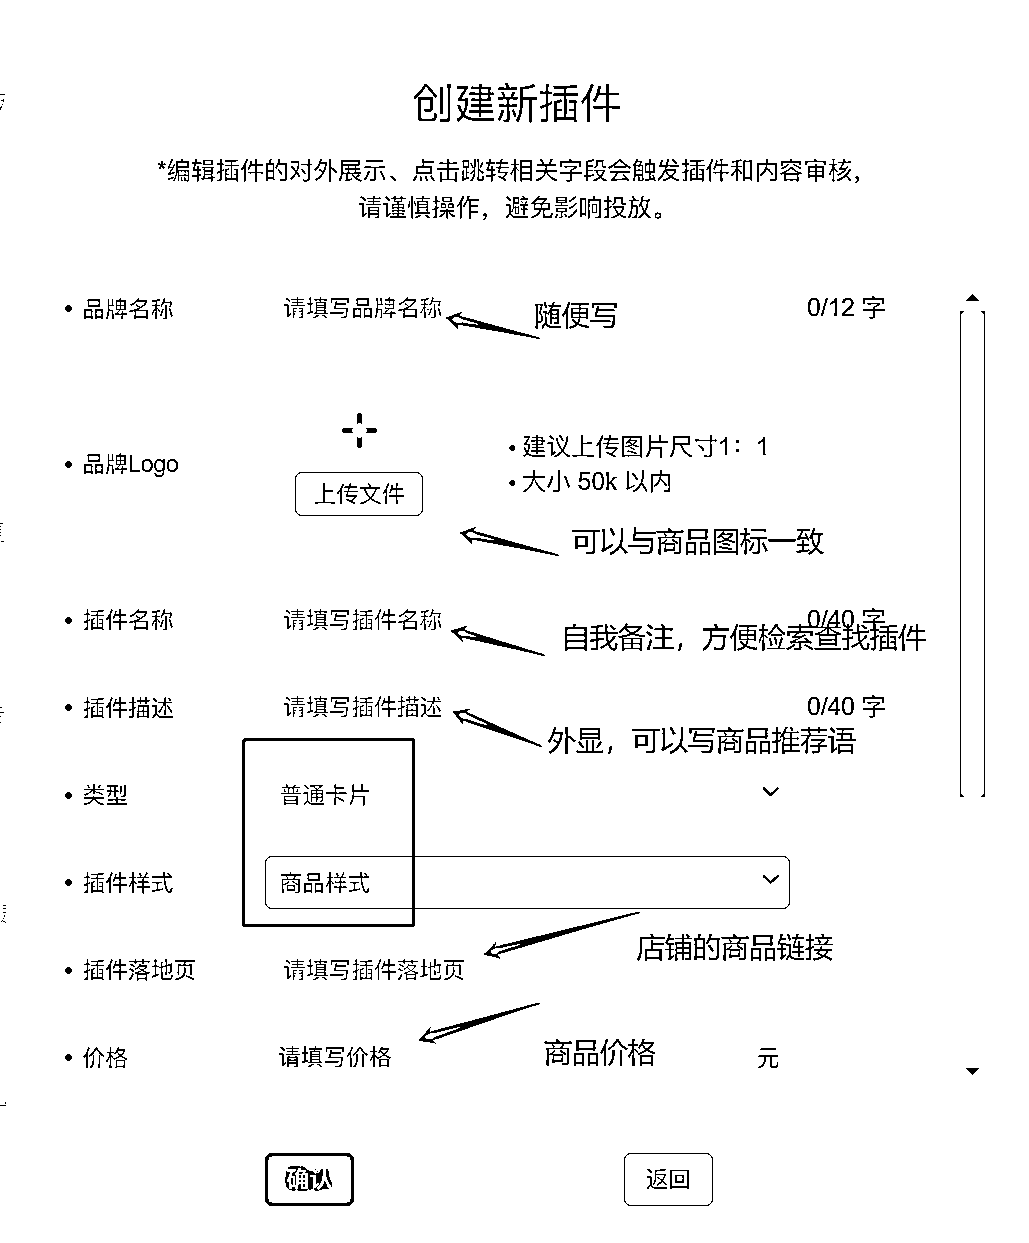 创建新插件
*编辑插件的对外展示、点击跳转相关字段会触发插件和内容审核，
请谨慎操作，避免影响投放。
• 品牌名称 请填写品牌名称 随便写 0/12 字
• 品牌Logo 上传文件
• 建议上传图片尺寸1：1
• 大小 50k 以内
可以与商品图标一致
• 插件名称 请填写插件名称 0/40 字
自我备注，方便检索查找插件
• 插件描述 请填写插件描述 0/40 字
外显，可以写商品推荐语
• 类型 普通卡片
• 插件样式 商品样式
店铺的商品链接
• 插件落地页 请填写插件落地页
• 价格 请填写价格 商品价格 元
确认 返回